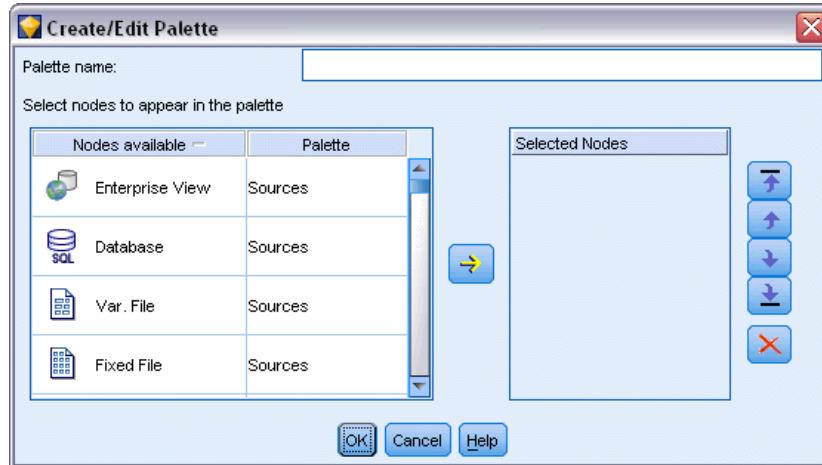 Create/Edit Palette
Palette name:
Select nodes to appear in the palette
Nodes available Palette
Selected Nodes
Enterprise View Sources
SQL
Database Sources
Var. File Sources
Fixed File Sources
OK Cancel Help